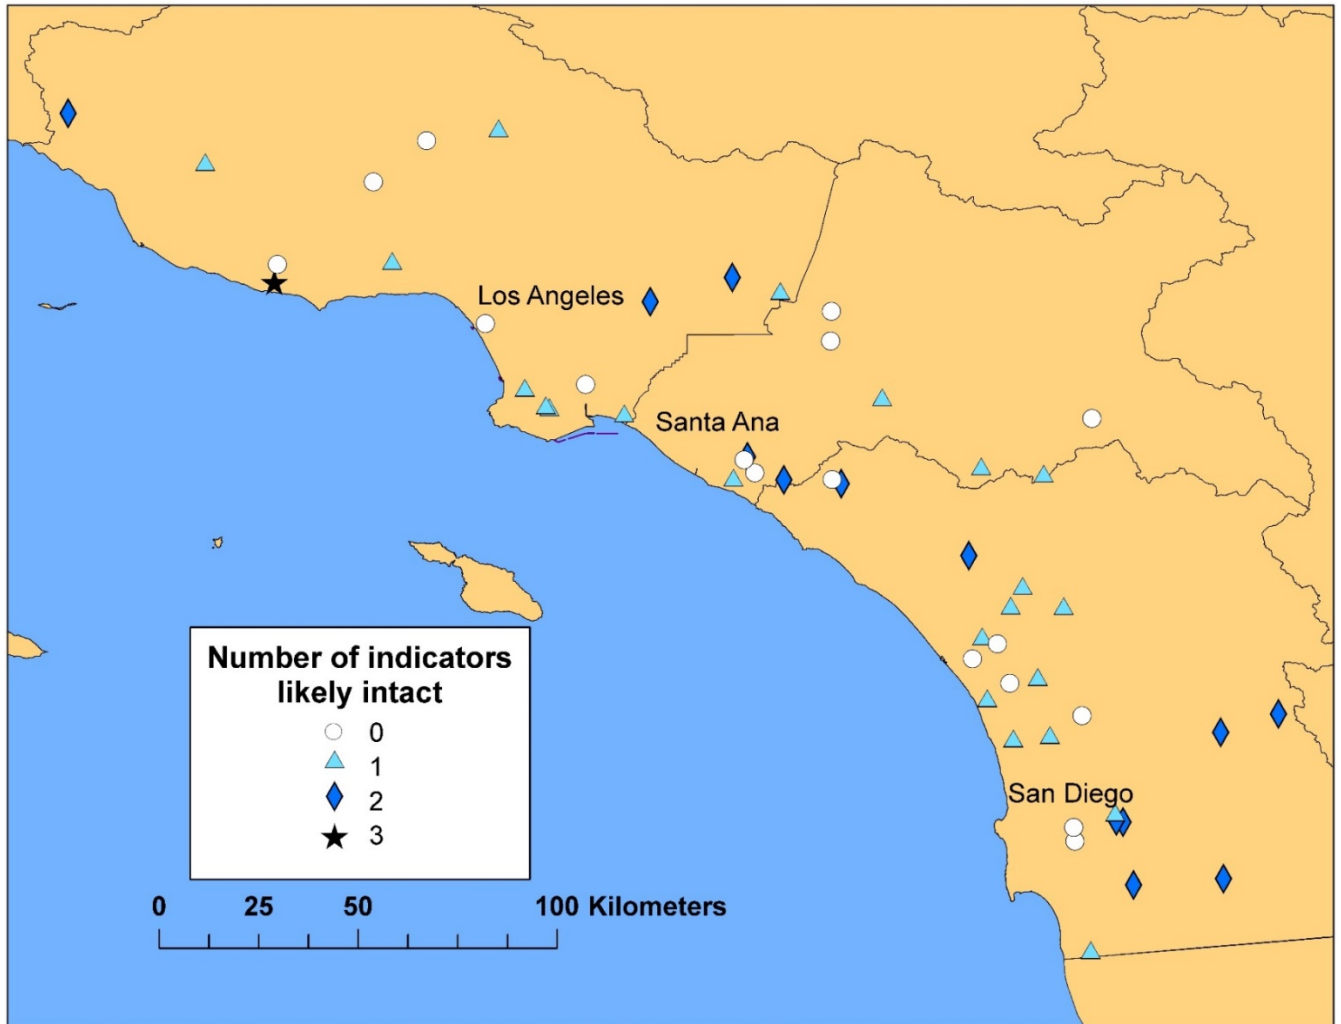 Los Angeles
Santa Ana
Number of indicators
likely intact
0
1
2
3
San Diego
0 25 50 100 Kilometers